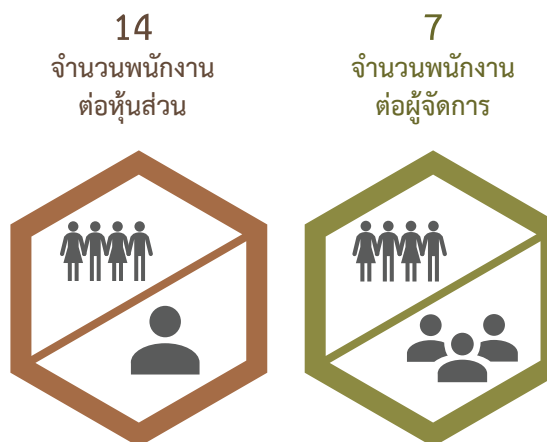 14
จำนวนพนักงาน
ต่อหุ้นส่วน
7
จำนวนพนักงาน
ต่อผู้จัดการ